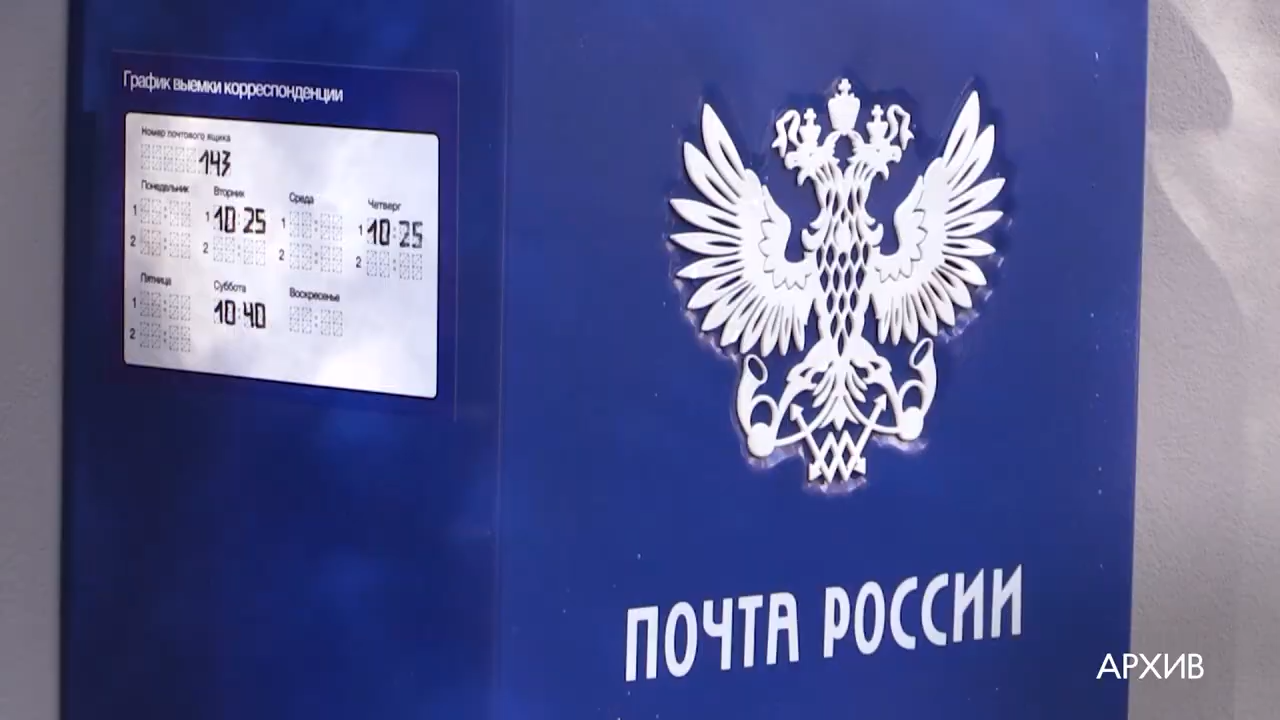 График выемки корреспонденции
Номер почтового ящика
143
Понедельник Вторник Среда Четверг
1 1 10:25 1 1 10:25
2 2 2 2
Пятница Суббота Воскресенье
1 10:40
2
ПОЧТА РОССИИ
АРХИВ